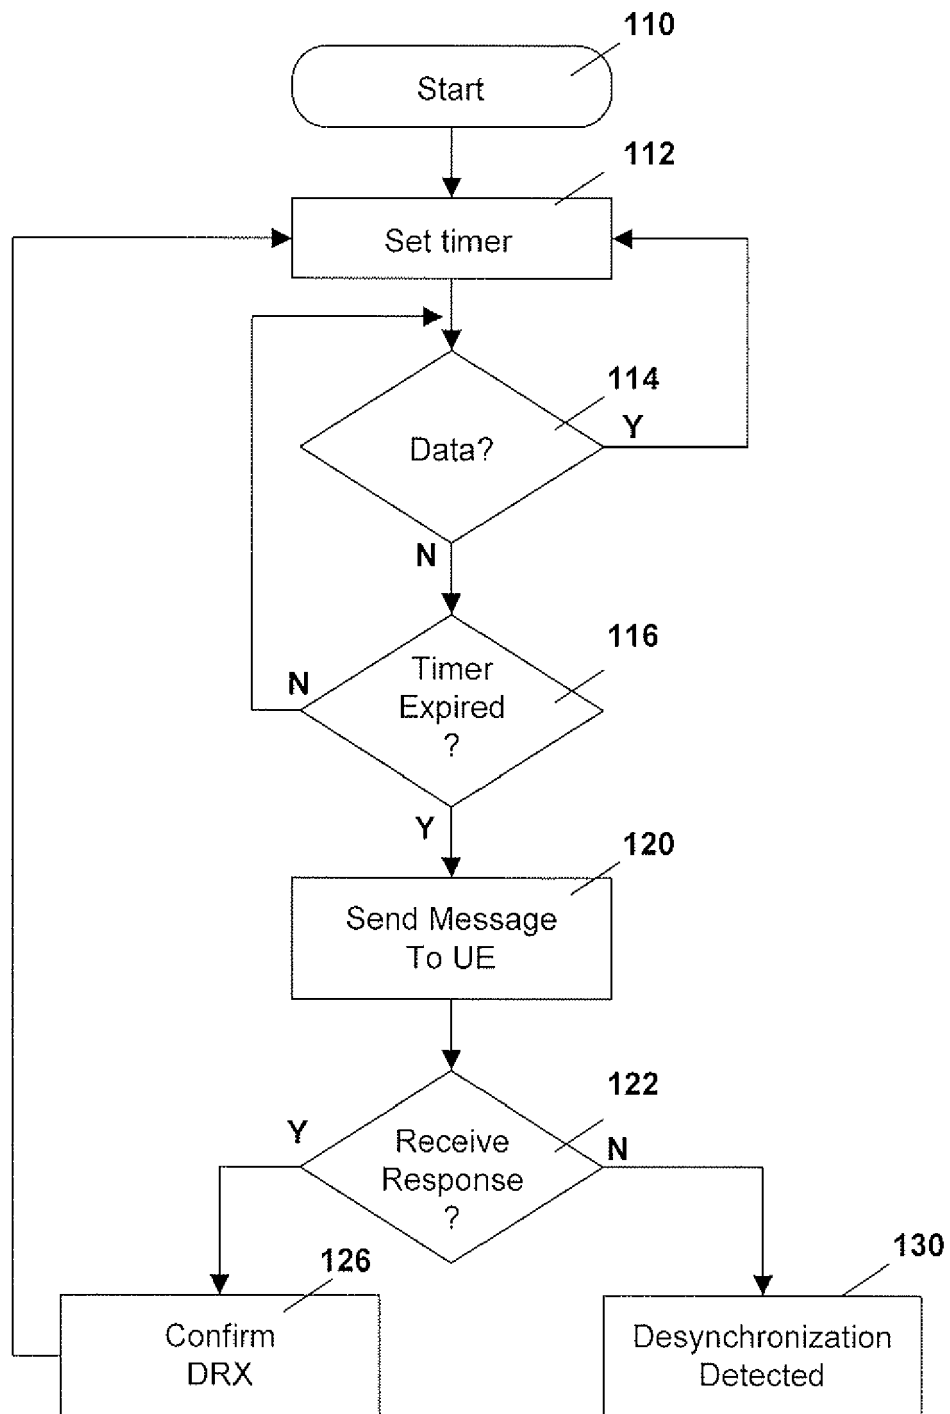 110
Start
112
Set timer
114
Y
Data?
N
116
N
Timer
Expired
?
Y
120
Send Message
To UE
122
Y
N
Receive
Response
?
126
130
Confirm
DRX
Desynchronization
Detected